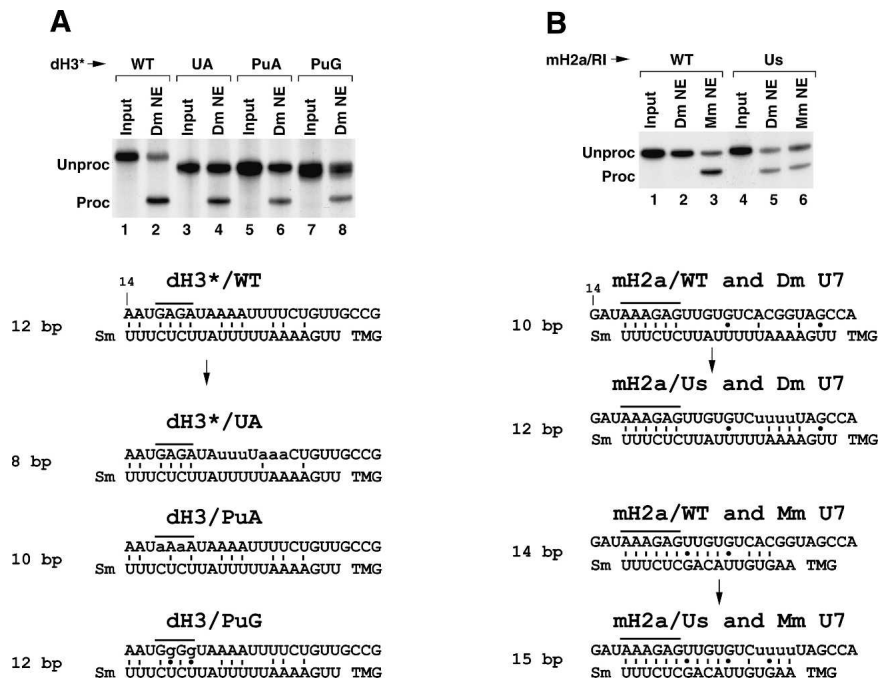 A
dH3* WT UA PuA PuG
Input Dm NE Input Dm NE Input Dm NE Input Dm NE
Unproc
Proc
1 2 3 4 5 6 7 8
14
dH3*/WT
AAUGAGAUAAAAUUUUCUGUUGCCG
12 bp
Sm UUUCUCUUAUUUUUAAAAGUU TMG
dH3*/UA
AAUGAGAUAuuuUaaaCUGUUGCCG
8 bp
Sm UUUCUCUUAUUUUUAAAAGUU TMG
dH3/PuA
AAUaAaAUAAAAUUUUCUGUUGCCG
10 bp
Sm UUUCUCUUAUUUUUAAAAGUU TMG
dH3/PuG
AAUGgGgUAAAAUUUUCUGUUGCCG
12 bp
Sm UUUCUCUUAUUUUUAAAAGUU TMG
B
mH2a/RI WT Us
Input Dm NE Mm NE Input Dm NE Mm NE
Unproc
Proc
1 2 3 4 5 6
mH2a/WT and Dm U7
14
GAUAAAGAGUUGUGUCACGGUAGCCA
10 bp
Sm UUUCUCUUAUUUUUAAAAGUU TMG
mH2a/Us and Dm U7
GAUAAAGAGUUGUGUCuuuuUAGCCA
12 bp
Sm UUUCUCUUAUUUUUAAAAGUU TMG
mH2a/WT and Mm U7
GAUAAAGAGUUGUGUCACGGUAGCCA
14 bp
Sm UUUCUCGACAUUGUGAA TMG
mH2a/Us and Mm U7
GAUAAAGAGUUGUGUCuuuuUAGCCA
15 bp
Sm UUUCUCGACAUUGUGAA TMG